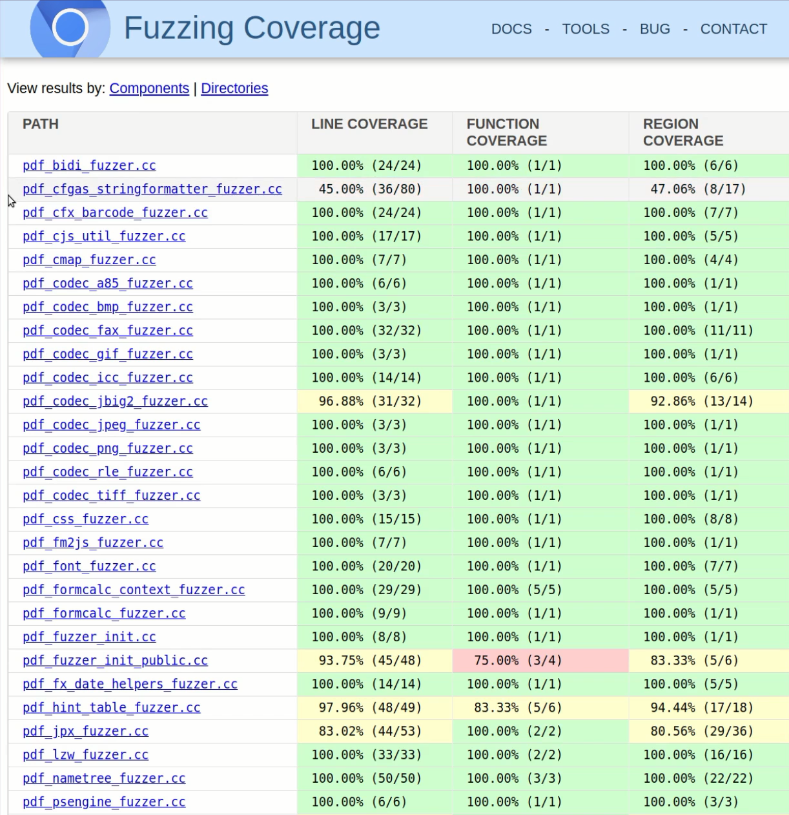 Fuzzing Coverage
DOCS - TOOLS - BUG - CONTACT
View results by: Components | Directories
PATH LINE COVERAGE FUNCTION COVERAGE REGION COVERAGE
pdf_bidi_fuzzer.cc 100.00% (24/24) 100.00% (1/1) 100.00% (6/6)
pdf_cfgas_stringformatter_fuzzer.cc 45.00% (36/80) 100.00% (1/1) 47.06% (8/17)
pdf_cfx_barcode_fuzzer.cc 100.00% (24/24) 100.00% (1/1) 100.00% (7/7)
pdf_cjs_util_fuzzer.cc 100.00% (17/17) 100.00% (1/1) 100.00% (5/5)
pdf_cmap_fuzzer.cc 100.00% (7/7) 100.00% (1/1) 100.00% (4/4)
pdf_codec_a85_fuzzer.cc 100.00% (6/6) 100.00% (1/1) 100.00% (1/1)
pdf_codec_bmp_fuzzer.cc 100.00% (3/3) 100.00% (1/1) 100.00% (1/1)
pdf_codec_fax_fuzzer.cc 100.00% (32/32) 100.00% (1/1) 100.00% (11/11)
pdf_codec_gif_fuzzer.cc 100.00% (3/3) 100.00% (1/1) 100.00% (1/1)
pdf_codec_icc_fuzzer.cc 100.00% (14/14) 100.00% (1/1) 100.00% (6/6)
pdf_codec_jbig2_fuzzer.cc 96.88% (31/32) 100.00% (1/1) 92.86% (13/14)
pdf_codec_jpeg_fuzzer.cc 100.00% (3/3) 100.00% (1/1) 100.00% (1/1)
pdf_codec_png_fuzzer.cc 100.00% (3/3) 100.00% (1/1) 100.00% (1/1)
pdf_codec_rle_fuzzer.cc 100.00% (6/6) 100.00% (1/1) 100.00% (1/1)
pdf_codec_tiff_fuzzer.cc 100.00% (3/3) 100.00% (1/1) 100.00% (1/1)
pdf_css_fuzzer.cc 100.00% (15/15) 100.00% (1/1) 100.00% (8/8)
pdf_fm2js_fuzzer.cc 100.00% (7/7) 100.00% (1/1) 100.00% (1/1)
pdf_font_fuzzer.cc 100.00% (20/20) 100.00% (1/1) 100.00% (7/7)
pdf_formcalc_context_fuzzer.cc 100.00% (29/29) 100.00% (5/5) 100.00% (5/5)
pdf_formcalc_fuzzer.cc 100.00% (9/9) 100.00% (1/1) 100.00% (1/1)
pdf_fuzzer_init.cc 100.00% (8/8) 100.00% (1/1) 100.00% (1/1)
pdf_fuzzer_init_public.cc 93.75% (45/48) 75.00% (3/4) 83.33% (5/6)
pdf_fx_date_helpers_fuzzer.cc 100.00% (14/14) 100.00% (1/1) 100.00% (5/5)
pdf_hint_table_fuzzer.cc 97.96% (48/49) 83.33% (5/6) 94.44% (17/18)
pdf_jpx_fuzzer.cc 83.02% (44/53) 100.00% (2/2) 80.56% (29/36)
pdf_lzw_fuzzer.cc 100.00% (33/33) 100.00% (2/2) 100.00% (16/16)
pdf_nametree_fuzzer.cc 100.00% (50/50) 100.00% (3/3) 100.00% (22/22)
pdf_psengine_fuzzer.cc 100.00% (6/6) 100.00% (1/1) 100.00% (3/3)